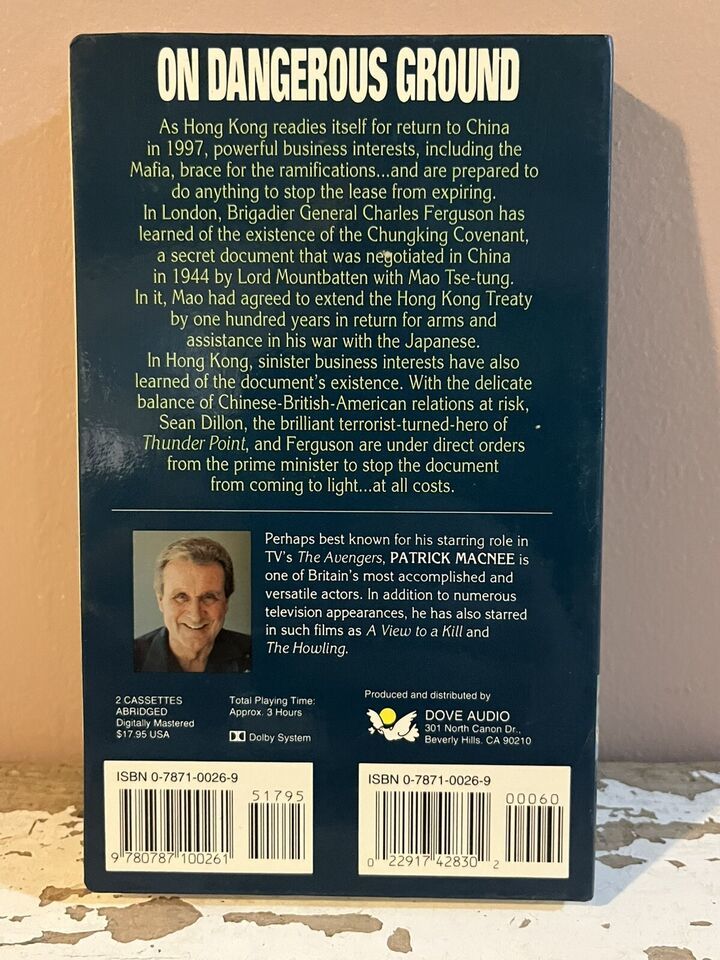 ON DANGEROUS GROUND
As Hong Kong readies itself for return to China
in 1997, powerful business interests, including the
Mafia, brace for the ramifications...and are prepared to
do anything to stop the lease from expiring.
In London, Brigadier General Charles Ferguson has
learned of the existence of the Chungking Covenant,
a secret document that was negotiated in China
in 1944 by Lord Mountbatten with Mao Tse-tung.
In it, Mao had agreed to extend the Hong Kong Treaty
by one hundred years in return for arms and
assistance in his war with the Japanese.
In Hong Kong, sinister business interests have also
learned of the document's existence. With the delicate
balance of Chinese-British-American relations at risk,
Sean Dillon, the brilliant terrorist-turned-hero of
Thunder Point, and Ferguson are under direct orders
from the prime minister to stop the document
from coming to light...at all costs.
Perhaps best known for his starring role in
TV's The Avengers, PATRICK MACNEE is
one of Britain's most accomplished and
versatile actors. In addition to numerous
television appearances, he has also starred
in such films as A View to a Kill and
The Howling.
2 CASSETTES
ABRIDGED
Digitally Mastered
$17.95 USA
Total Playing Time:
Approx. 3 Hours
Dolby System
Produced and distributed by
DOVE AUDIO
301 North Canon Dr.,
Beverly Hills, CA 90210
ISBN 0-7871-0026-9
51795
9 780787 100261
ISBN 0-7871-0026-9
00060
0 22917 42830 2